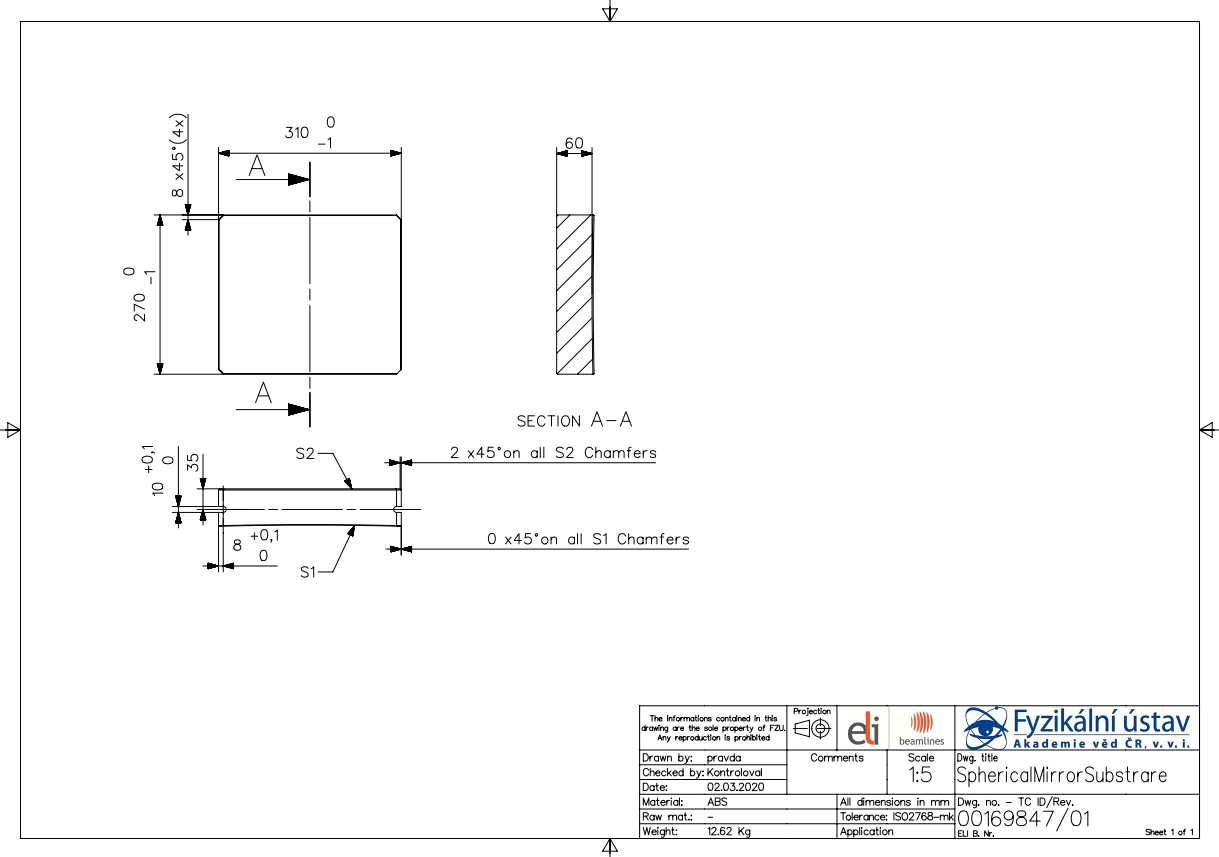 8 x45°(4x)
310 0 -1
60
A
270 0 -1
A
SECTION A-A
S2
2 x45°on all S2 Chamfers
10 +0,1 0
35
8 +0,1 0
0 x45°on all S1 Chamfers
S1
The informations contained in this
drawing are the sole property of FZU.
Any reproduction is prohibited
Projection
eli
beamlines
Fyzikální ústav
Akademie věd ČR, v. v. i.
Drawn by: pravda
Checked by: Kontroloval
Date: 02.03.2020
Comments
Scale
1:5
Dwg. title
SphericalMirrorSubstrare
Material: ABS
Raw mat.: -
Weight: 12.62 Kg
All dimensions in mm
Tolerance: ISO2768-mk
Application
Dwg. no. - TC ID/Rev.
00169847/01
ELI B. Nr.
Sheet 1 of 1